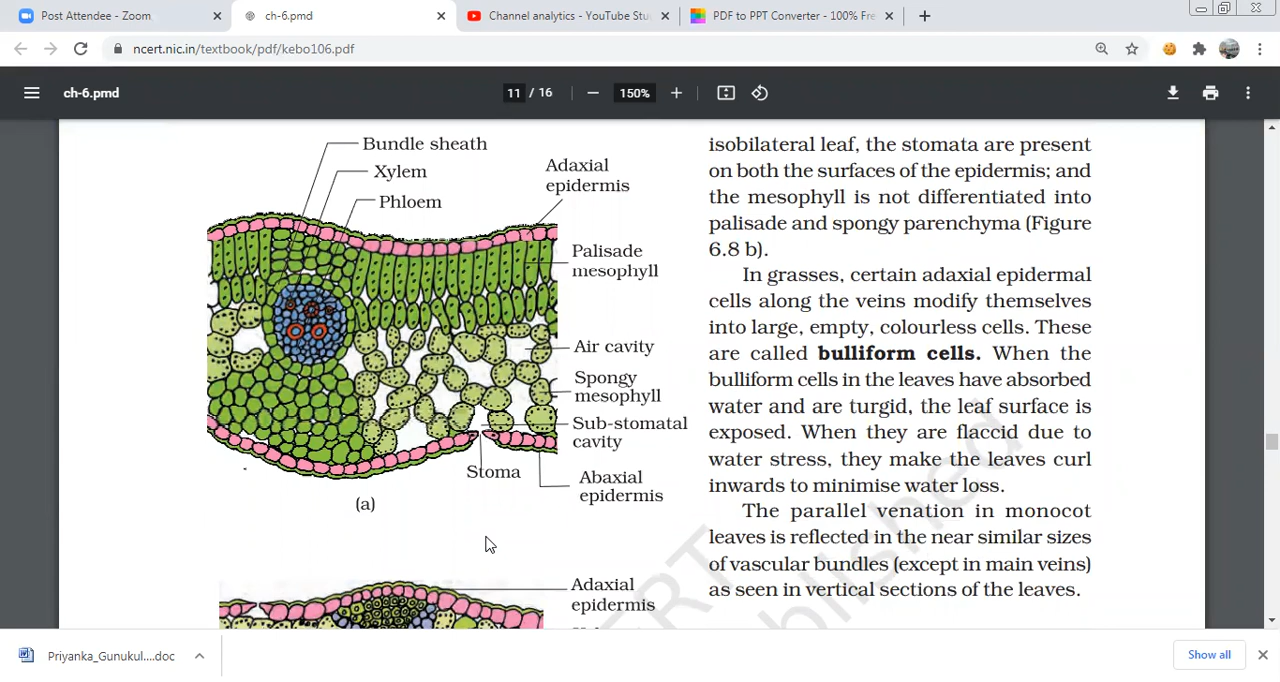 Post Attendee - Zoom
ch-6.pmd
Channel analytics - YouTube Stu
PDF to PPT Converter - 100% Fre
ncert.nic.in/textbook/pdf/kebo106.pdf
ch-6.pmd
11 / 16
150%
Bundle sheath
Xylem
Phloem
Adaxial
epidermis
Palisade
mesophyll
Air cavity
Spongy
mesophyll
Sub-stomatal
cavity
Stoma
Abaxial
epidermis
(a)
Adaxial
epidermis
isobilateral leaf, the stomata are present
on both the surfaces of the epidermis; and
the mesophyll is not differentiated into
palisade and spongy parenchyma (Figure
6.8 b).
In grasses, certain adaxial epidermal
cells along the veins modify themselves
into large, empty, colourless cells. These
are called bulliform cells. When the
bulliform cells in the leaves have absorbed
water and are turgid, the leaf surface is
exposed. When they are flaccid due to
water stress, they make the leaves curl
inwards to minimise water loss.
The parallel venation in monocot
leaves is reflected in the near similar sizes
of vascular bundles (except in main veins)
as seen in vertical sections of the leaves.
Priyanka_Gunukul....doc
Show all